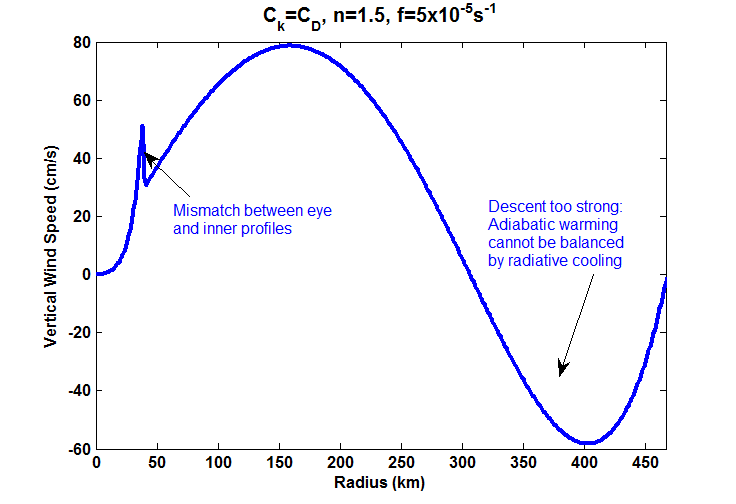 C_k=C_D, n=1.5, f=5x10^-5s^-1
80
60
40
20
0
-20
-40
-60
Vertical Wind Speed (cm/s)
Mismatch between eye
and inner profiles
Descent too strong:
Adiabatic warming
cannot be balanced
by radiative cooling
0
50
100
150
200
250
300
350
400
450
Radius (km)